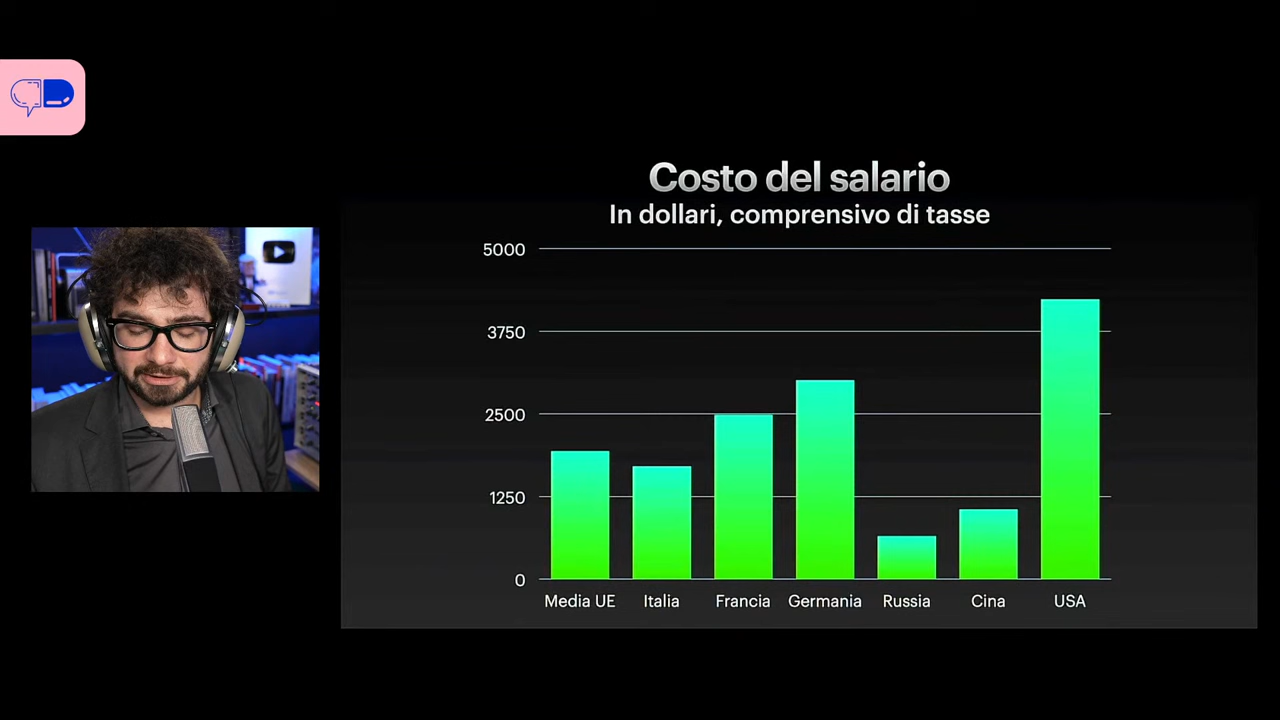 Costo del salario
In dollari, comprensivo di tasse
5000
3750
2500
1250
0
Media UE Italia Francia Germania Russia Cina USA